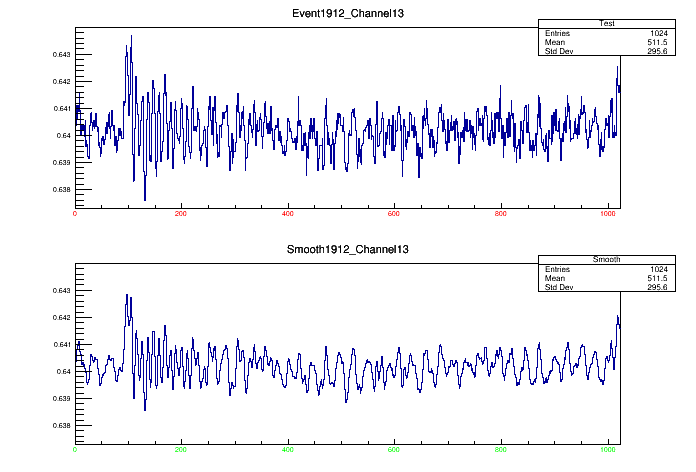 Event1912_Channel13
Test
Entries 1024
Mean 511.5
Std Dev 295.6
0.643
0.642
0.641
0.64
0.639
0.638
0 200 400 600 800 1000
Smooth1912_Channel13
Smooth
Entries 1024
Mean 511.5
Std Dev 295.6
0.643
0.642
0.641
0.64
0.639
0.638
0 200 400 600 800 1000